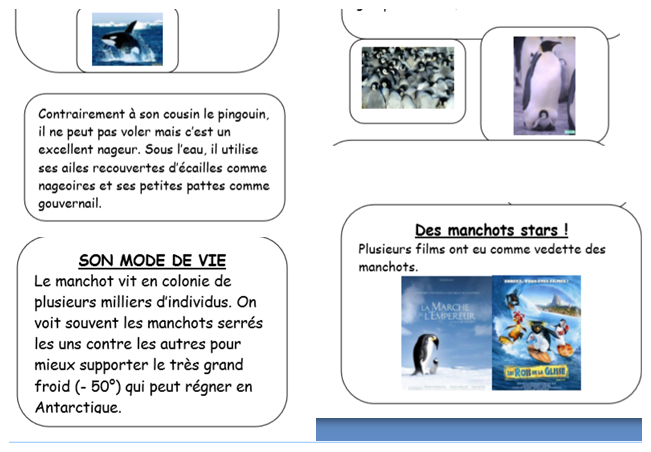 Contrairement à son cousin le pingouin,
il ne peut pas voler mais c'est un
excellent nageur. Sous l'eau, il utilise
ses ailes recouvertes d'écailles comme
nageoires et ses petites pattes comme
gouvernail.
SON MODE DE VIE
Le manchot vit en colonie de
plusieurs milliers d'individus. On
voit souvent les manchots serrés
les uns contre les autres pour
mieux supporter le très grand
froid (- 50°) qui peut régner en
Antarctique.
Des manchots stars !
Plusieurs films ont eu comme vedette des
manchots.
LA MARCHE
DE L'EMPEREUR
LES ROIS DE LA GLISSE